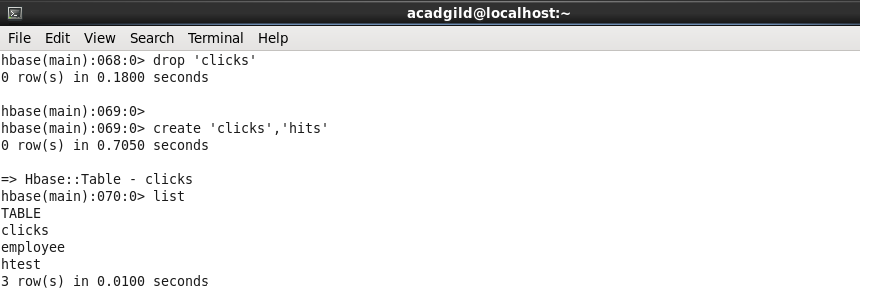 acadgild@localhost:~
File Edit View Search Terminal Help
hbase(main):068:0> drop 'clicks'
0 row(s) in 0.1800 seconds
hbase(main):069:0>
hbase(main):069:0> create 'clicks','hits'
0 row(s) in 0.7050 seconds
=> Hbase::Table - clicks
hbase(main):070:0> list
TABLE
clicks
employee
htest
3 row(s) in 0.0100 seconds